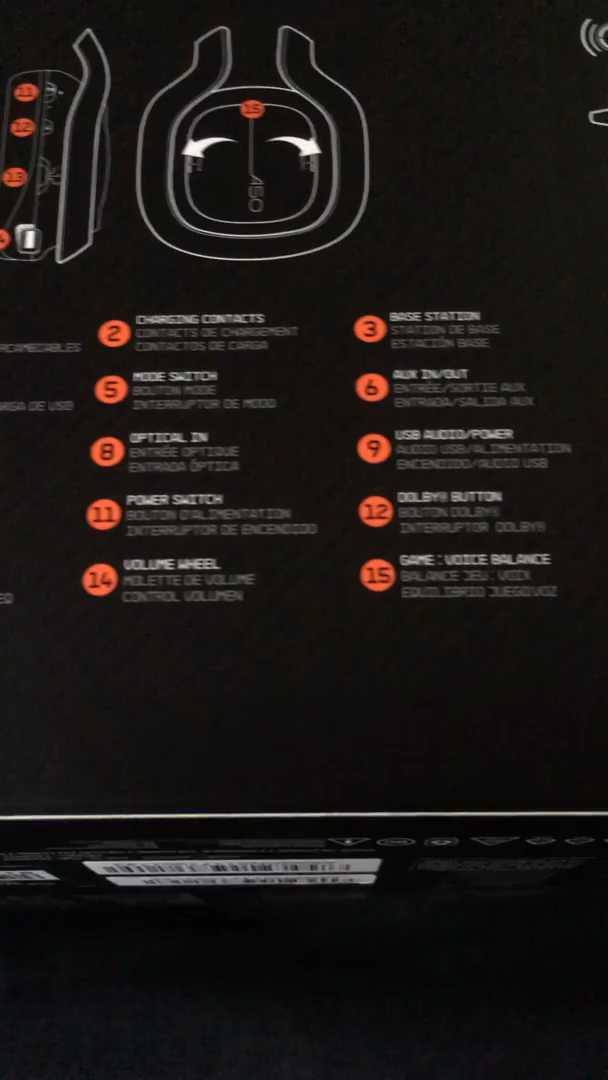 11
12
13
15
A50
2
CHARGING CONTACTS
CONTACTS DE CHARGEMENT
CONTACTOS DE CARGA
3
BASE STATION
STATION DE BASE
ESTACIÓN BASE
5
MODE SWITCH
BOUTON MODE
INTERRUPTOR DE MODO
6
AUX IN/OUT
ENTRÉE/SORTIE AUX
ENTRADA/SALIDA AUX
RGA DE USB
8
OPTICAL IN
ENTRÉE OPTIQUE
ENTRADA ÓPTICA
9
USB AUDIO/POWER
AUDIO USB/ALIMENTATION
ENCENDIDO/AUDIO USB
11
POWER SWITCH
BOUTON D'ALIMENTATION
INTERRUPTOR DE ENCENDIDO
12
DOLBY® BUTTON
BOUTON DOLBY®
INTERRUPTOR DOLBY®
14
VOLUME WHEEL
MOLETTE DE VOLUME
CONTROL VOLUMEN
15
GAME : VOICE BALANCE
BALANCE JEU : VOIX
EQUILIBRIO JUEGO:VOZ